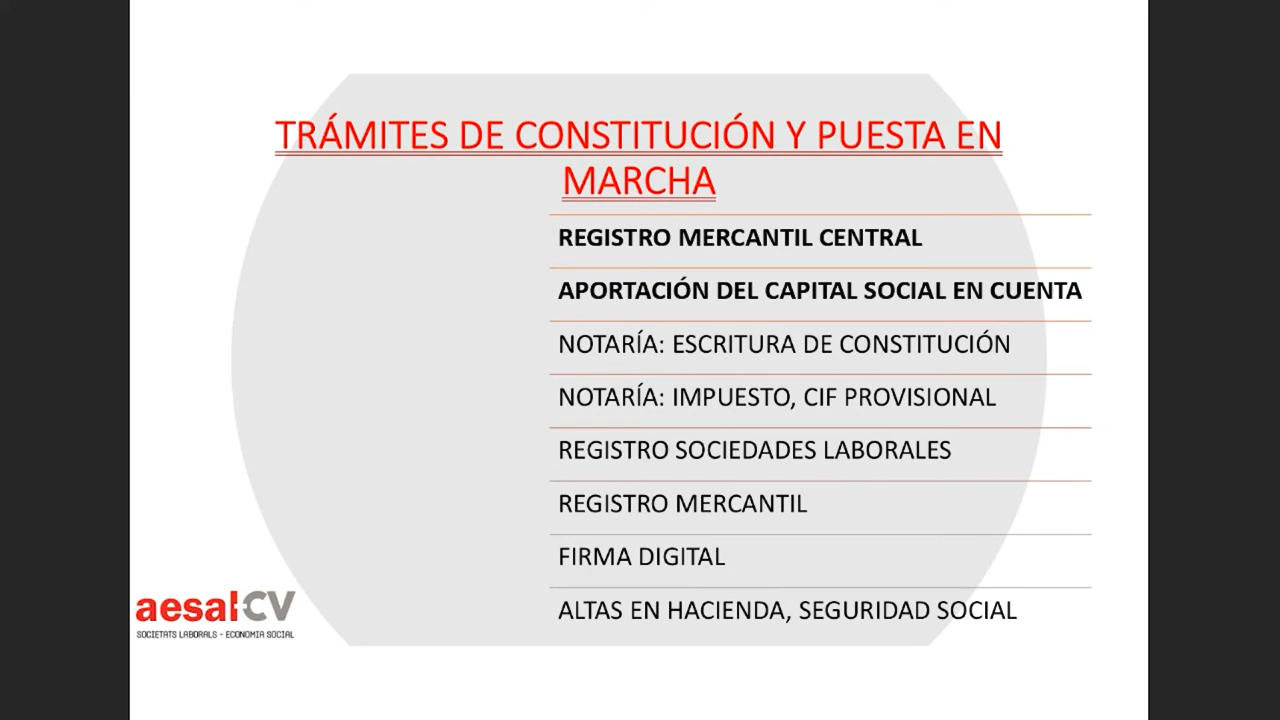 TRÁMITES DE CONSTITUCIÓN Y PUESTA EN
MARCHA
REGISTRO MERCANTIL CENTRAL
APORTACIÓN DEL CAPITAL SOCIAL EN CUENTA
NOTARÍA: ESCRITURA DE CONSTITUCIÓN
NOTARÍA: IMPUESTO, CIF PROVISIONAL
REGISTRO SOCIEDADES LABORALES
REGISTRO MERCANTIL
FIRMA DIGITAL
ALTAS EN HACIENDA, SEGURIDAD SOCIAL
aesal-CV
SOCIETATS LABORALS - ECONOMIA SOCIAL